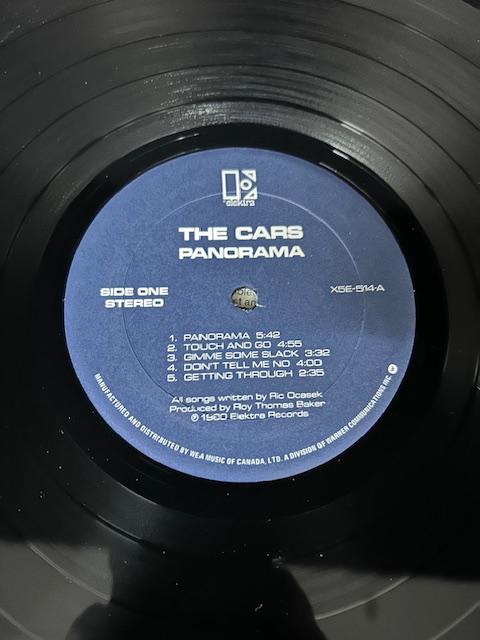 elektra
THE CARS
PANORAMA
SIDE ONE
STEREO
X5E-514-A
1. PANORAMA 5:42
2. TOUCH AND GO 4:55
3. GIMME SOME SLACK 3:32
4. DON'T TELL ME NO 4:00
5. GETTING THROUGH 2:35
All songs written by Ric Ocasek
Produced by Roy Thomas Baker
℗ 1980 Elektra Records
MANUFACTURED AND DISTRIBUTED BY WEA MUSIC OF CANADA, LTD. A DIVISION OF WARNER COMMUNICATIONS INC.